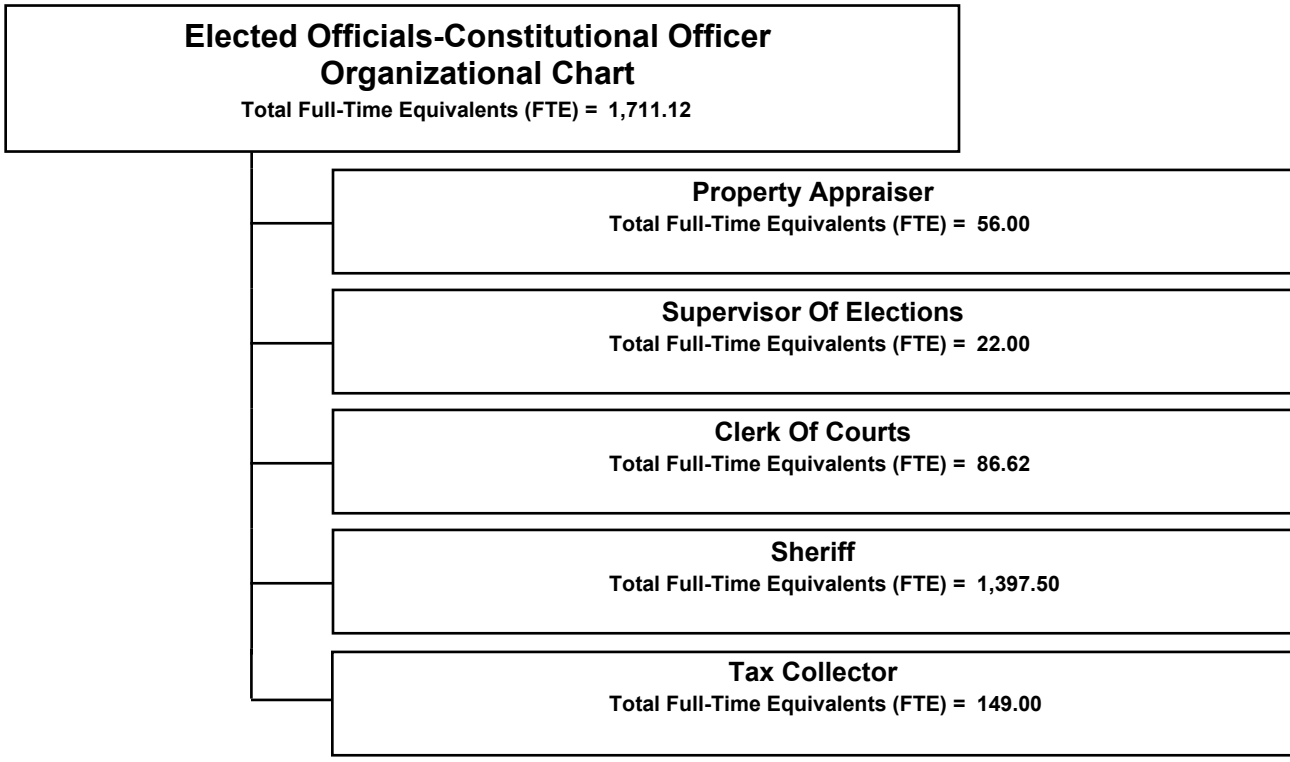 Elected Officials-Constitutional Officer
Organizational Chart
Total Full-Time Equivalents (FTE) = 1,711.12
Property Appraiser
Total Full-Time Equivalents (FTE) = 56.00
Supervisor Of Elections
Total Full-Time Equivalents (FTE) = 22.00
Clerk Of Courts
Total Full-Time Equivalents (FTE) = 86.62
Sheriff
Total Full-Time Equivalents (FTE) = 1,397.50
Tax Collector
Total Full-Time Equivalents (FTE) = 149.00